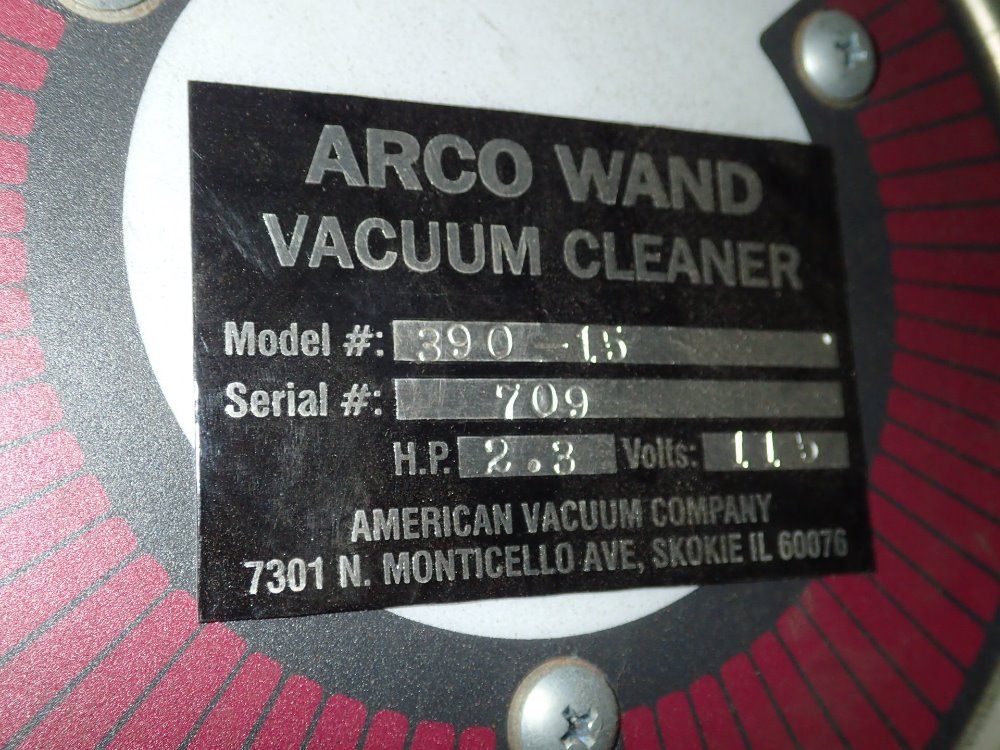 ARCO WAND
VACUUM CLEANER
Model #: 390-15
Serial #: 709
H.P. 2.3 Volts: 115
AMERICAN VACUUM COMPANY
7301 N. MONTICELLO AVE, SKOKIE IL 60076